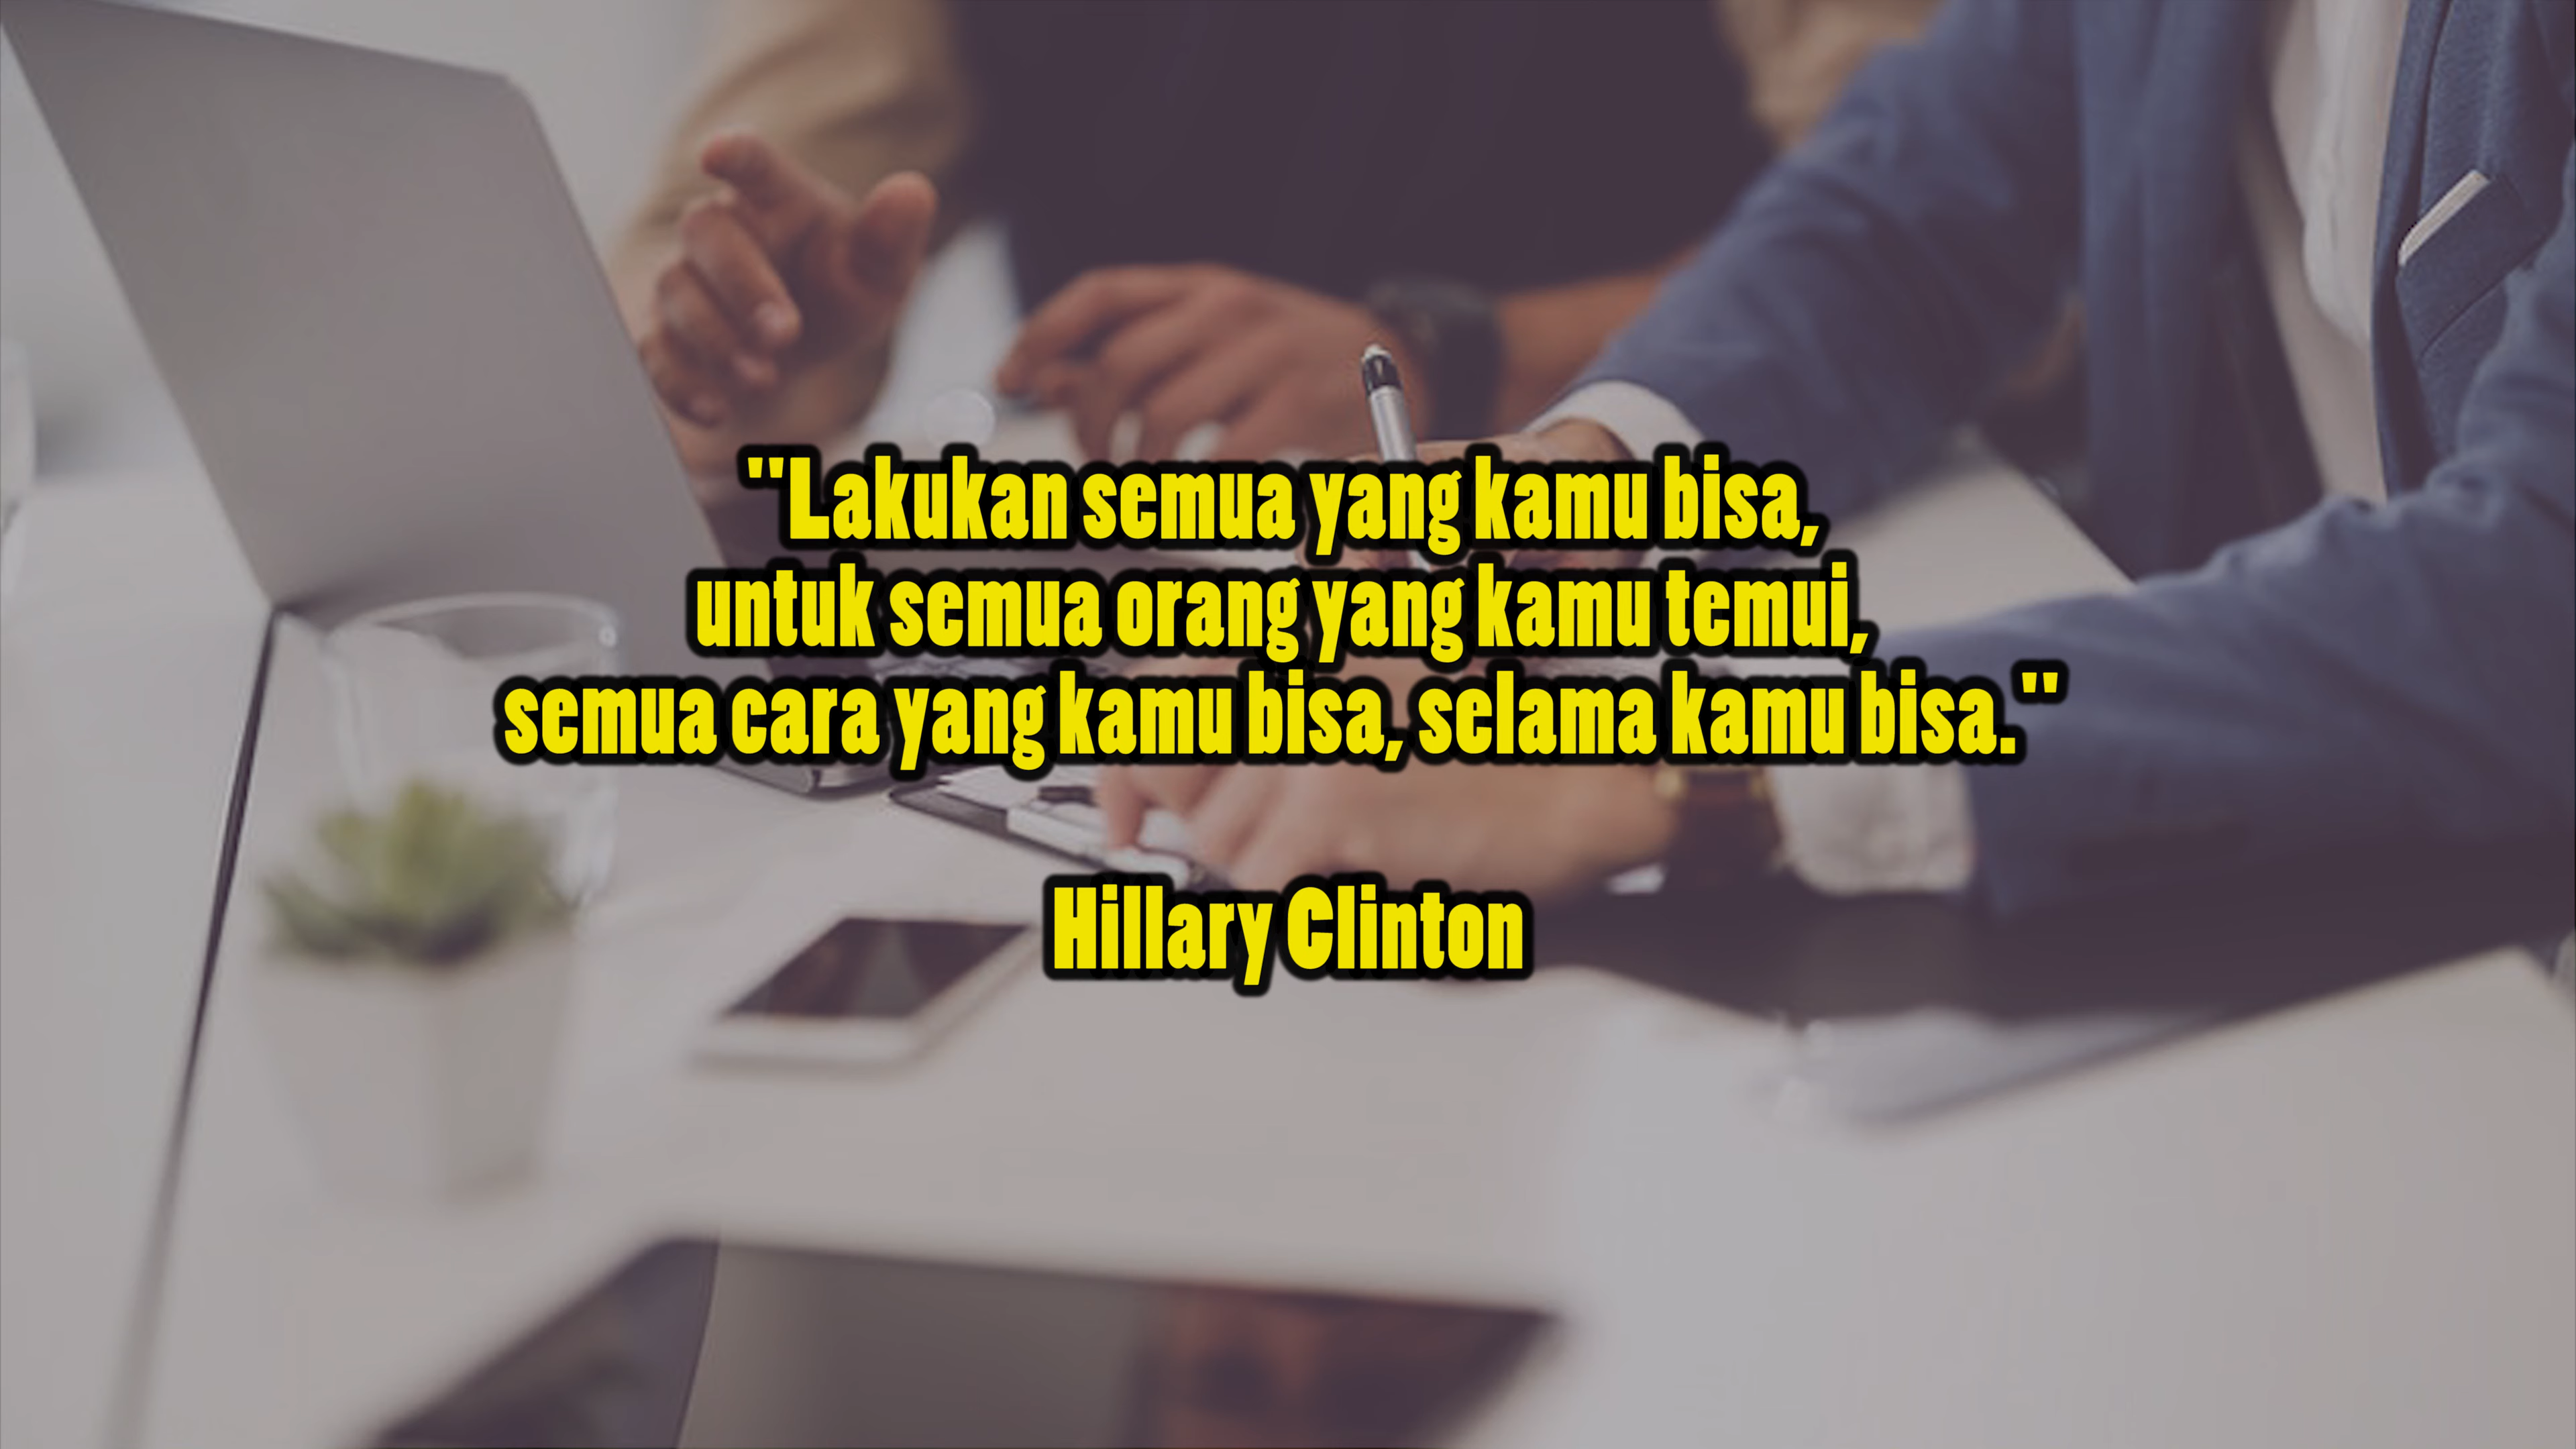 "Lakukan semua yang kamu bisa,
untuk semua orang yang kamu temui,
semua cara yang kamu bisa, selama kamu bisa."
Hillary Clinton